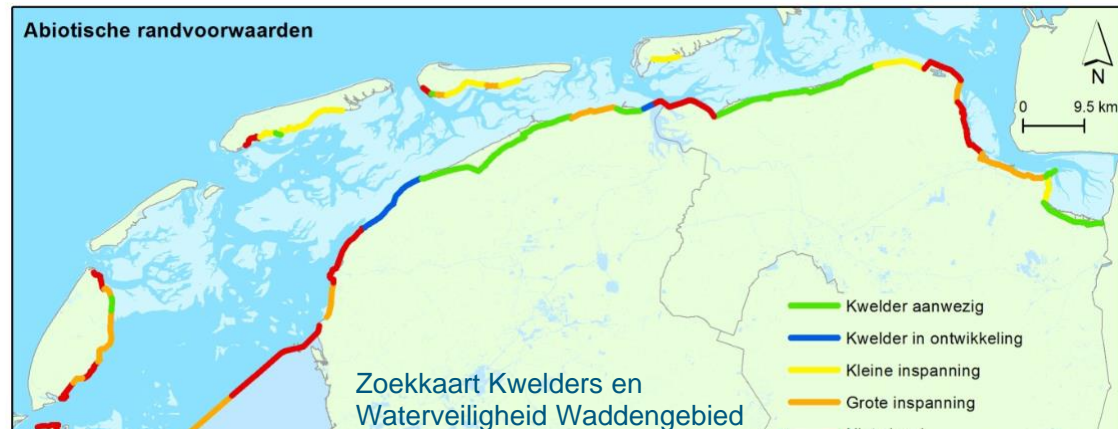 Abiotische randvoorwaarden
N
0 9.5 km
Kwelder aanwezig
Kwelder in ontwikkeling
Kleine inspanning
Grote inspanning
Zoekkaart Kwelders en
Waterveiligheid Waddengebied